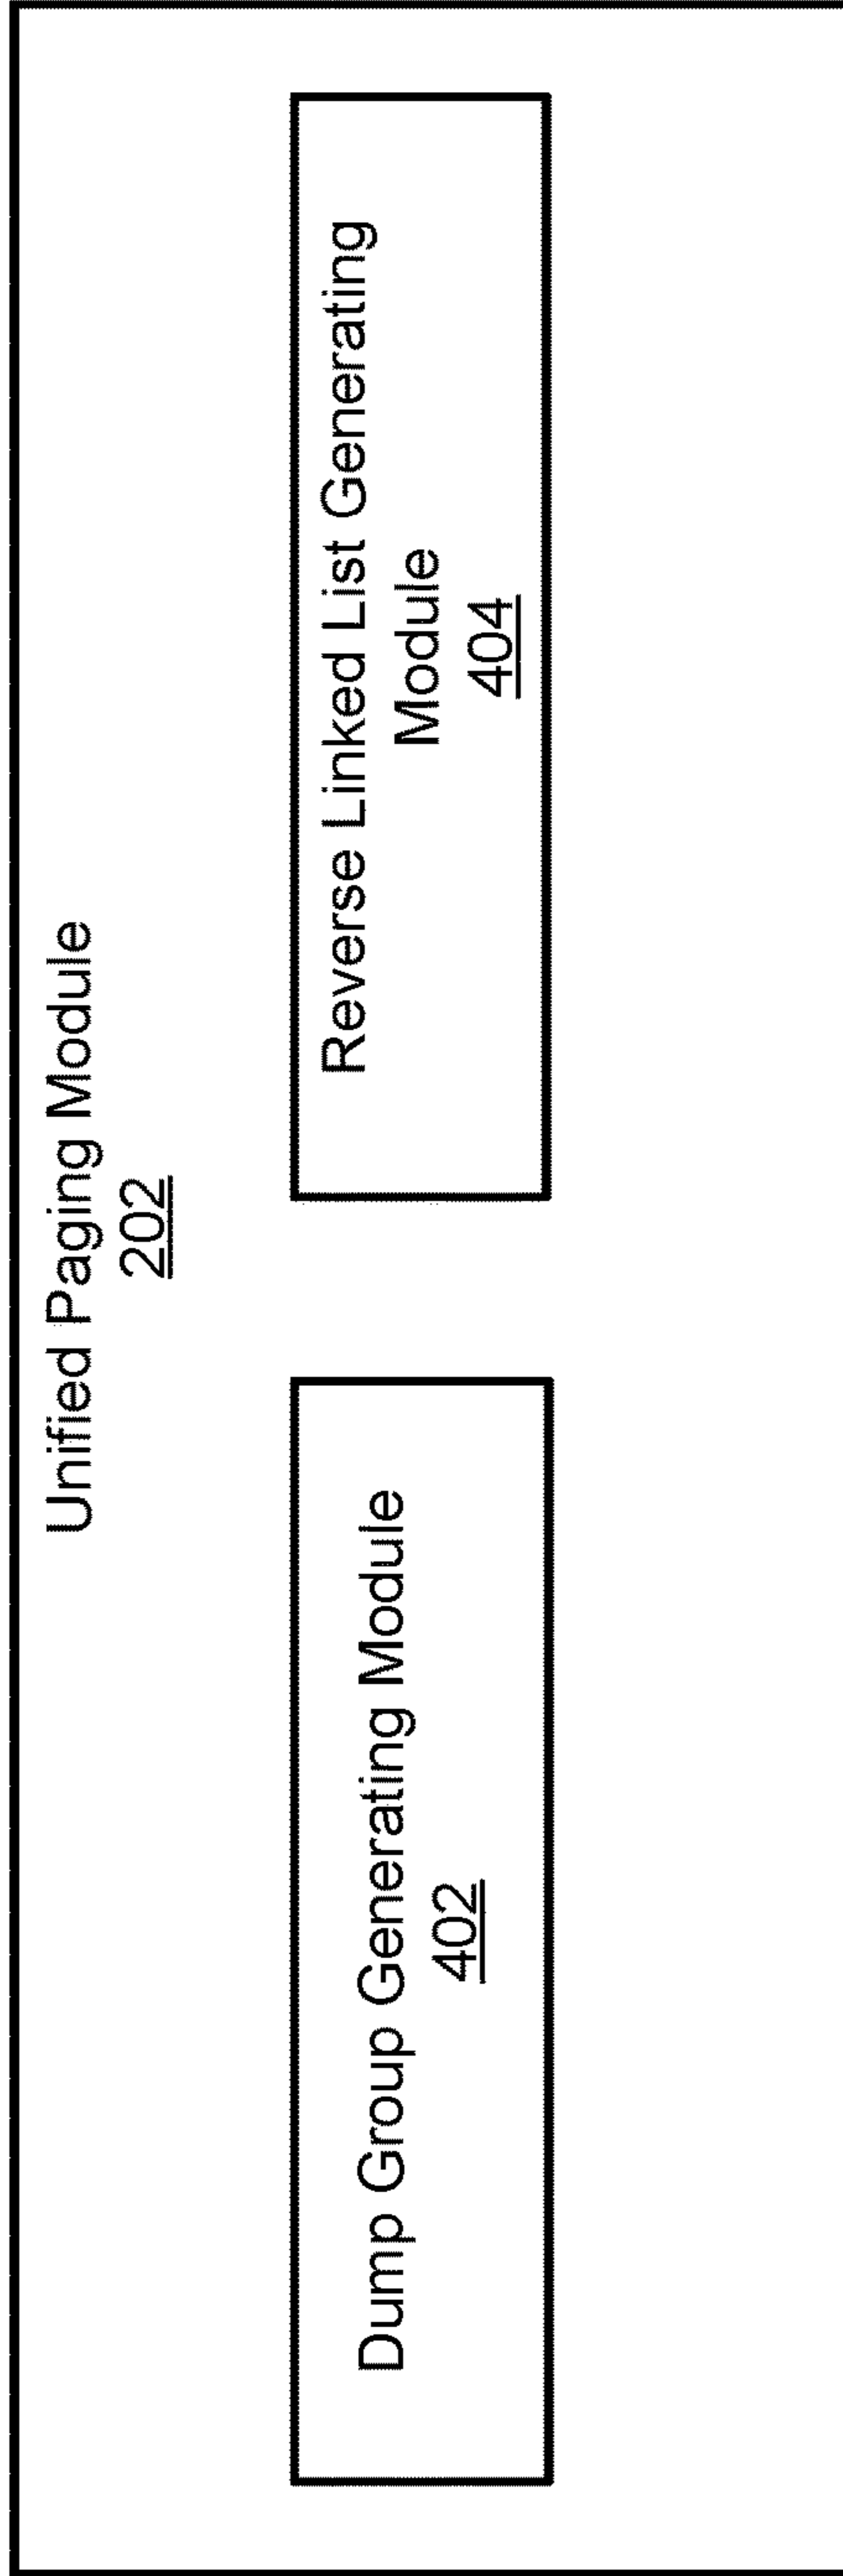 Unified Paging Module
202
Dump Group Generating Module
402
Reverse Linked List Generating
Module
404